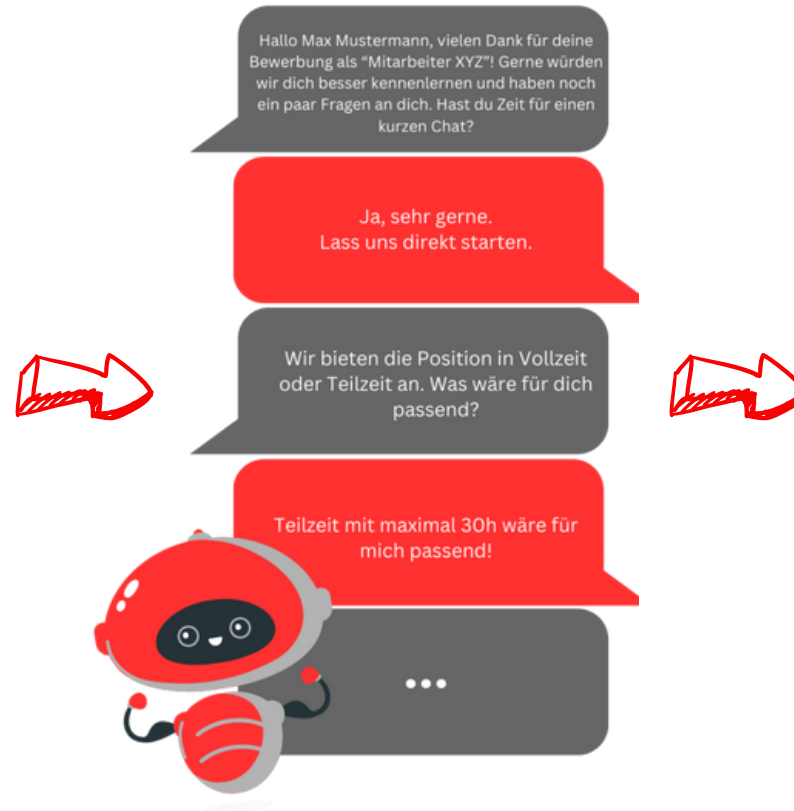 Hallo Max Mustermann, vielen Dank für deine
Bewerbung als “Mitarbeiter XYZ”! Gerne würden
wir dich besser kennenlernen und haben noch
ein paar Fragen an dich. Hast du Zeit für einen
kurzen Chat?
Ja, sehr gerne.
Lass uns direkt starten.
Wir bieten die Position in Vollzeit
oder Teilzeit an. Was wäre für dich
passend?
Teilzeit mit maximal 30h wäre für
mich passend!
...